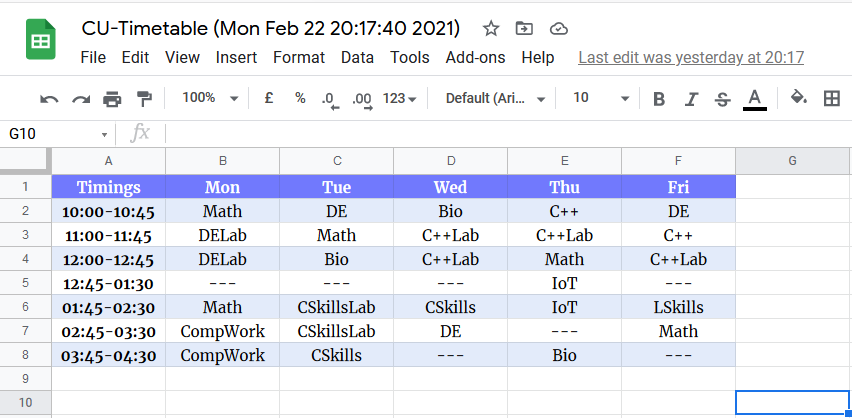 CU-Timetable (Mon Feb 22 20:17:40 2021)
File Edit View Insert Format Data Tools Add-ons Help Last edit was yesterday at 20:17
100% £ % .0 .00 123 Default (Ari... 10 B I S A
G10 fx
A B C D E F G
1 Timings Mon Tue Wed Thu Fri
2 10:00-10:45 Math DE Bio C++ DE
3 11:00-11:45 DELab Math C++Lab C++Lab C++
4 12:00-12:45 DELab Bio C++Lab Math C++Lab
5 12:45-01:30 --- --- --- IoT ---
6 01:45-02:30 Math CSkillsLab CSkills IoT LSkills
7 02:45-03:30 CompWork CSkillsLab DE --- Math
8 03:45-04:30 CompWork CSkills --- Bio ---
9
10